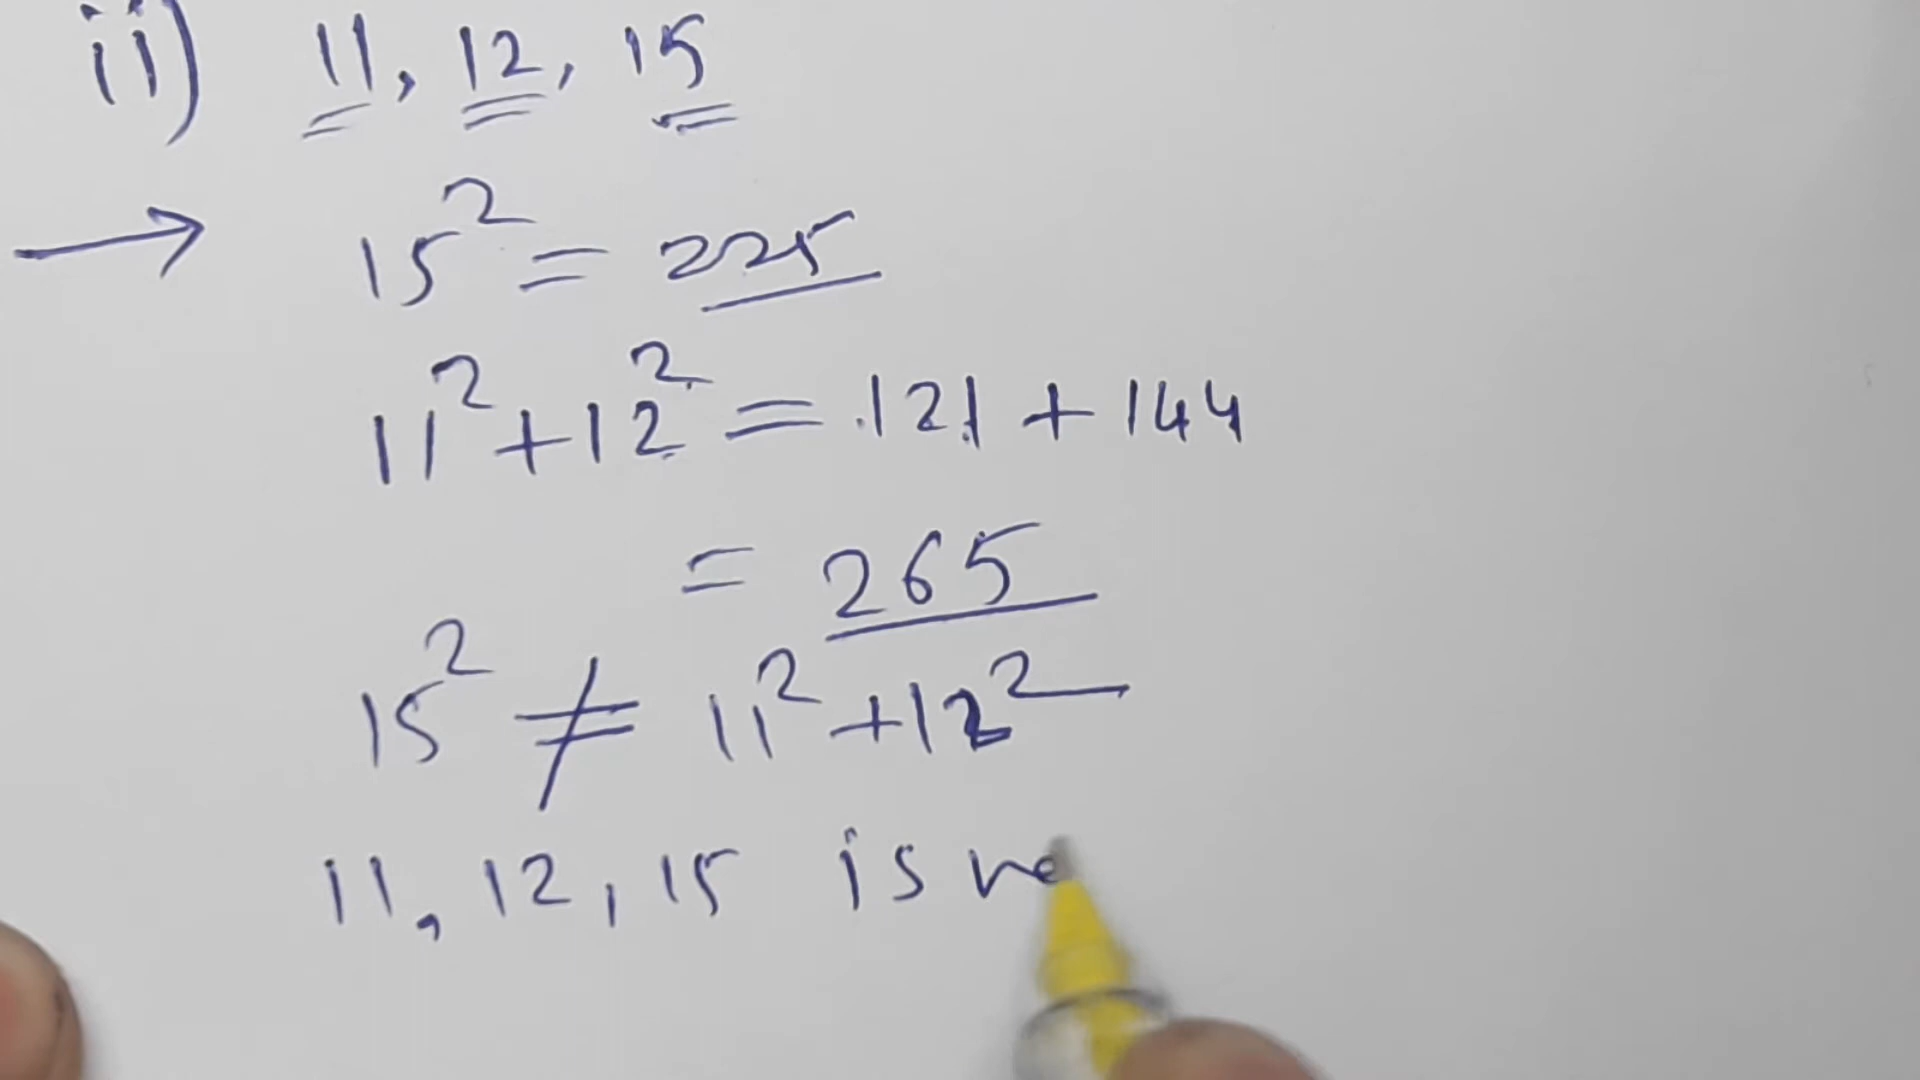 ii) 11, 12, 15
→ 15² = 225
11² + 12² = 121 + 144
= 265
15² ≠ 11² + 12²
11, 12, 15 is